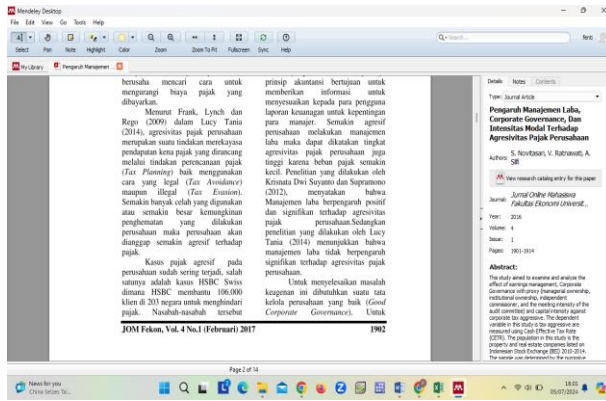 Mendeley Desktop
File Edit View Go Tools Help
Select Pan Note Highlight Color Zoom Zoom To Fit Fullscreen Sync Help
Search...
fenti
My Library
Pengaruh Manajemen ...
berusaha mencari cara untuk
mengurangi biaya pajak yang
dibayarkan.
Menurut Frank, Lynch dan
Rego (2009) dalam Lucy Tania
(2014), agresivitas pajak perusahaan
merupakan suatu tindakan merekayasa
pendapatan kena pajak yang dirancang
melalui tindakan perencanaan pajak
(Tax Planning) baik menggunakan
cara yang legal (Tax Avoidance)
maupun illegal (Tax Evasion).
Semakin banyak celah yang digunakan
atau semakin besar kemungkinan
penghematan yang dilakukan
perusahaan maka perusahaan akan
dianggap semakin agresif terhadap
pajak.
Kasus pajak agresif pada
perusahaan sudah sering terjadi, salah
satunya adalah kasus HSBC Swiss
dimana HSBC membantu 106.000
klien di 203 negara untuk menghindari
pajak. Nasabah-nasabah tersebut
prinsip akuntansi bertujuan untuk
memberikan informasi untuk
menyesuaikan kepada para pengguna
laporan keuangan untuk kepentingan
para manajer. Semakin agresif
perusahaan melakukan manajemen
laba maka dapat dikatakan tingkat
agresivitas pajak perusahaan juga
tinggi karena beban pajak semakin
kecil. Penelitian yang dilakukan oleh
Krisnata Dwi Suyanto dan Supramono
(2012), menyatakan bahwa
Manajemen laba berpengaruh positif
dan signifikan terhadap agresivitas
pajak perusahaan.Sedangkan
penelitian yang dilakukan oleh Lucy
Tania (2014) menunjukkan bahwa
manajemen laba tidak berpengaruh
signifikan terhadap agresivitas pajak
perusahaan.
Untuk menyelesaikan masalah
keagenan ini dibutuhkan suatu tata
kelola perusahaan yang baik (Good
Corporate Governance). Untuk
JOM Fekon, Vol. 4 No.1 (Februari) 2017 1902
Page 2 of 14
Details Notes Contents
Type: Journal Article
Pengaruh Manajemen Laba,
Corporate Governance, Dan
Intensitas Modal Terhadap
Agresivitas Pajak Perusahaan
Authors: S. Novitasari, V. Ratnawati, A.
Silfi
View research catalog entry for this paper
Journal: Jurnal Online Mahasiswa
Fakultas Ekonomi Universit...
Year: 2016
Volume: 4
Issue: 1
Pages: 1901-1914
Abstract:
This study aimed to examine and analyze the
effect of earnings management, Corporate
Governance with proxy (managerial ownership,
institutional ownership, independent
commissioner, and the meeting intensity of the
audit committee) and capital intensity against
corporate tax aggressive. The dependent
variable in this study is tax aggressive are
measured using Cash Effective Tax Rate
(CETR). The population in this study is the
property and real estate companies listed on
Indonesian Stock Exchange (BEI) 2010-2014.
The sample was determined by the purposive
News for you
China Seizes Tai...
18.01
05/07/2024